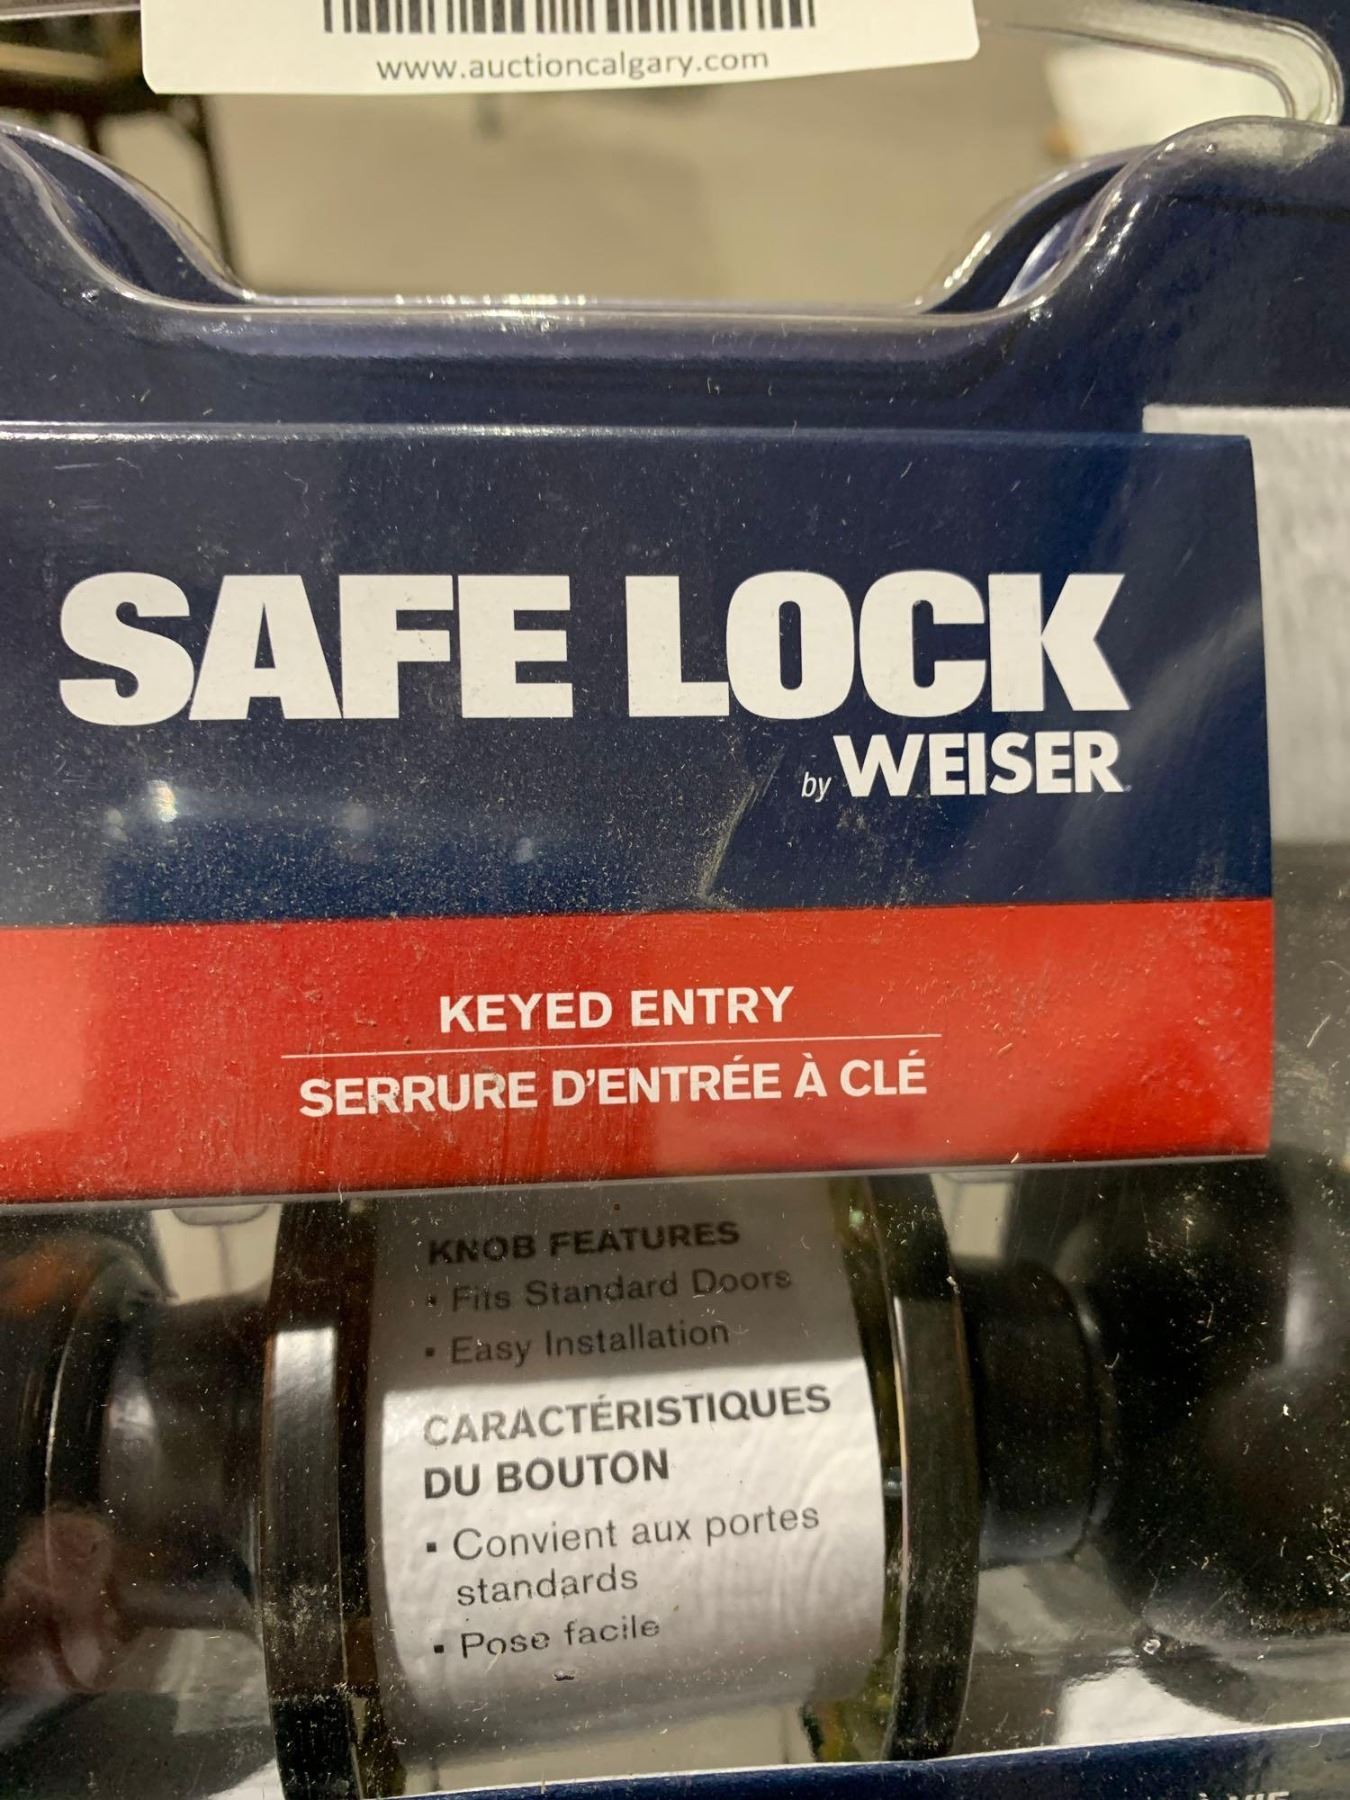 www.auctioncalgary.com
SAFE LOCK
by WEISER
KEYED ENTRY
SERRURE D'ENTRÉE À CLÉ
KNOB FEATURES
▪ Fits Standard Doors
▪ Easy Installation
CARACTÉRISTIQUES
DU BOUTON
▪ Convient aux portes
standards
▪ Pose facile
À VIE